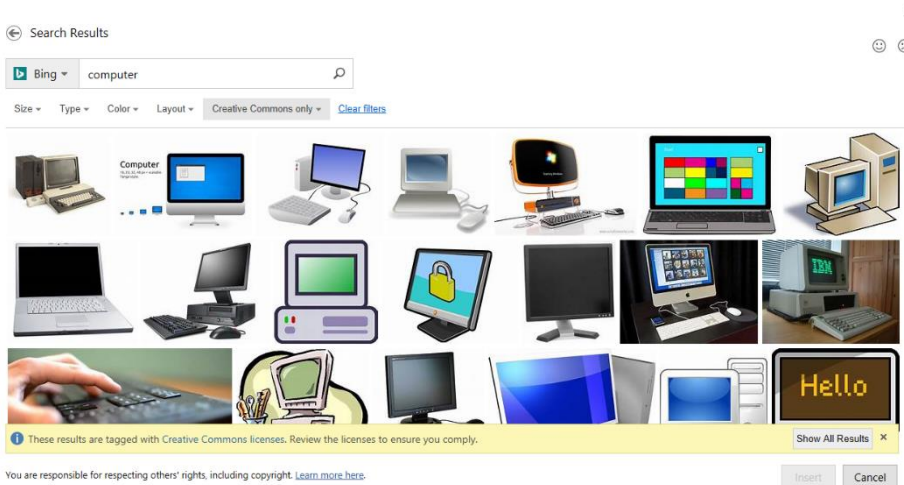 Search Results
Bing computer
Size Type Color Layout Creative Commons only Clear filters
Computer
IBM
Hello
These results are tagged with Creative Commons licenses. Review the licenses to ensure you comply. Show All Results
You are responsible for respecting others' rights, including copyright. Learn more here. Insert Cancel